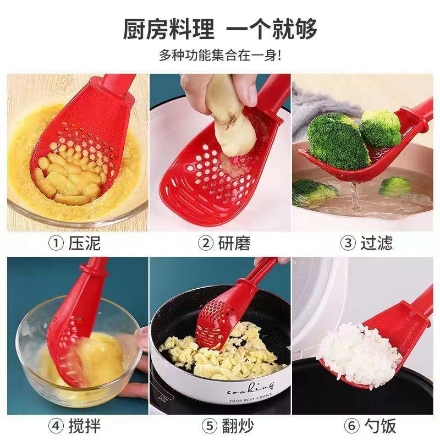 厨房料理 一个就够
多种功能集合在一身!
① 压泥
② 研磨
③ 过滤
④ 搅拌
⑤ 翻炒
⑥ 勺饭
cooking